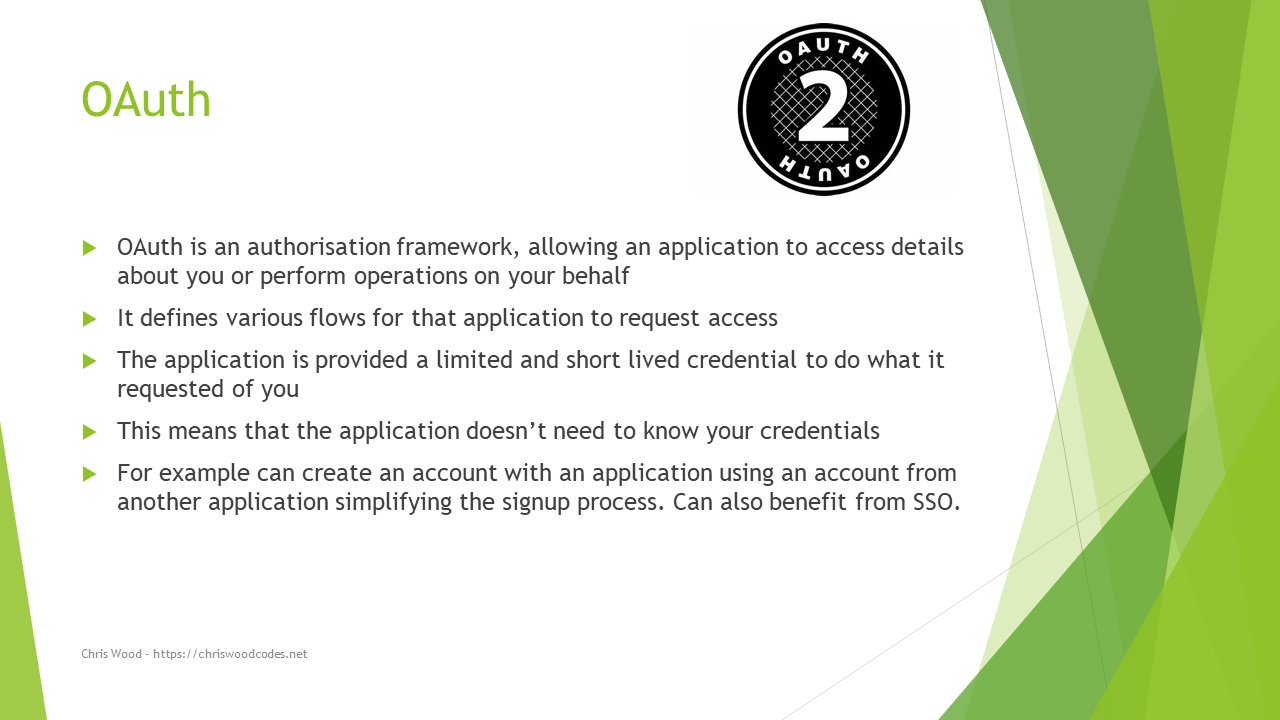 OAuth
OAUTH
2
OAUTH
OAuth is an authorisation framework, allowing an application to access details
about you or perform operations on your behalf
It defines various flows for that application to request access
The application is provided a limited and short lived credential to do what it
requested of you
This means that the application doesn’t need to know your credentials
For example can create an account with an application using an account from
another application simplifying the signup process. Can also benefit from SSO.
Chris Wood - https://chriswoodcodes.net